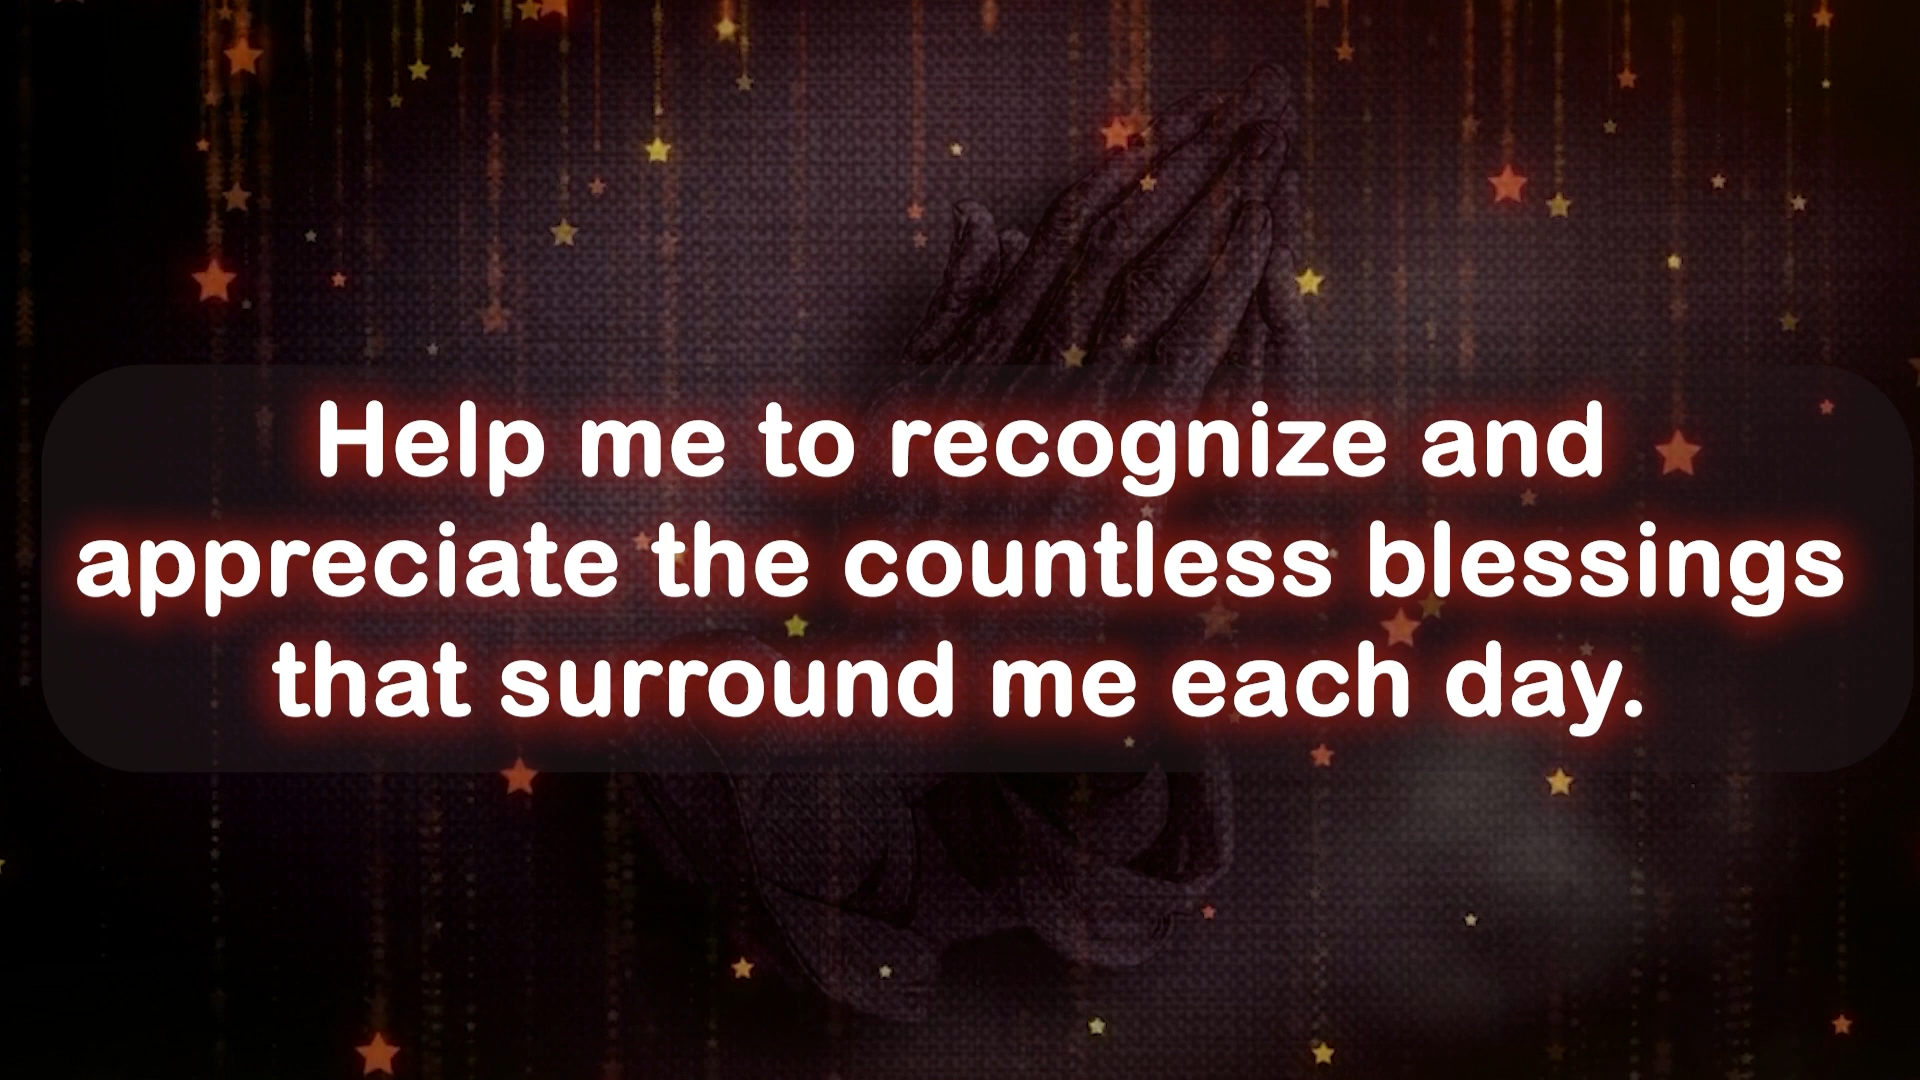 Help me to recognize and
appreciate the countless blessings
that surround me each day.